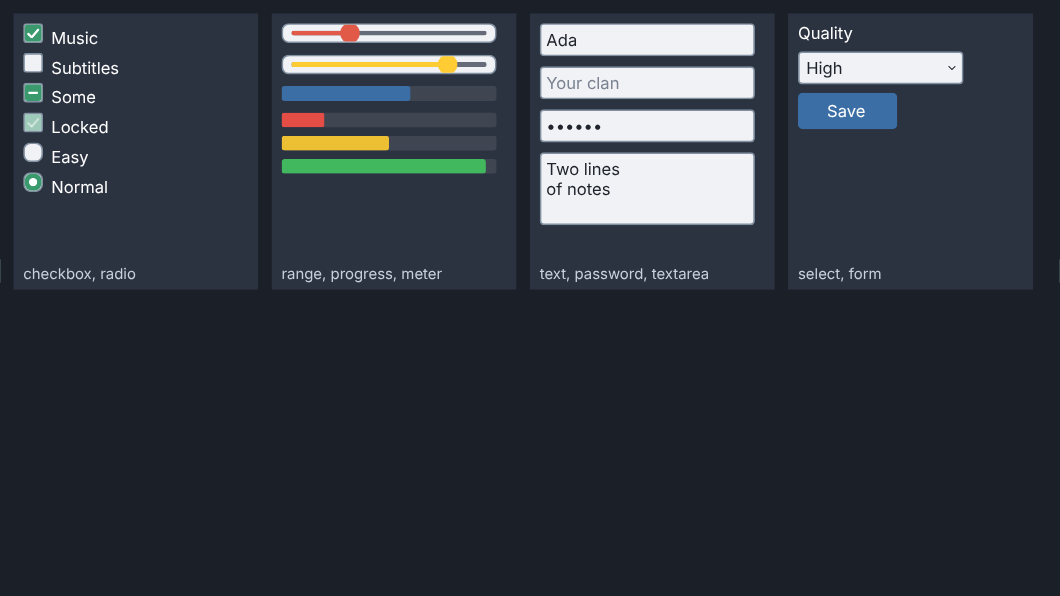 Music
Subtitles
Some
Locked
Easy
Normal
checkbox, radio
range, progress, meter
Ada
Your clan
••••••
Two lines
of notes
text, password, textarea
Quality
High
Save
select, form